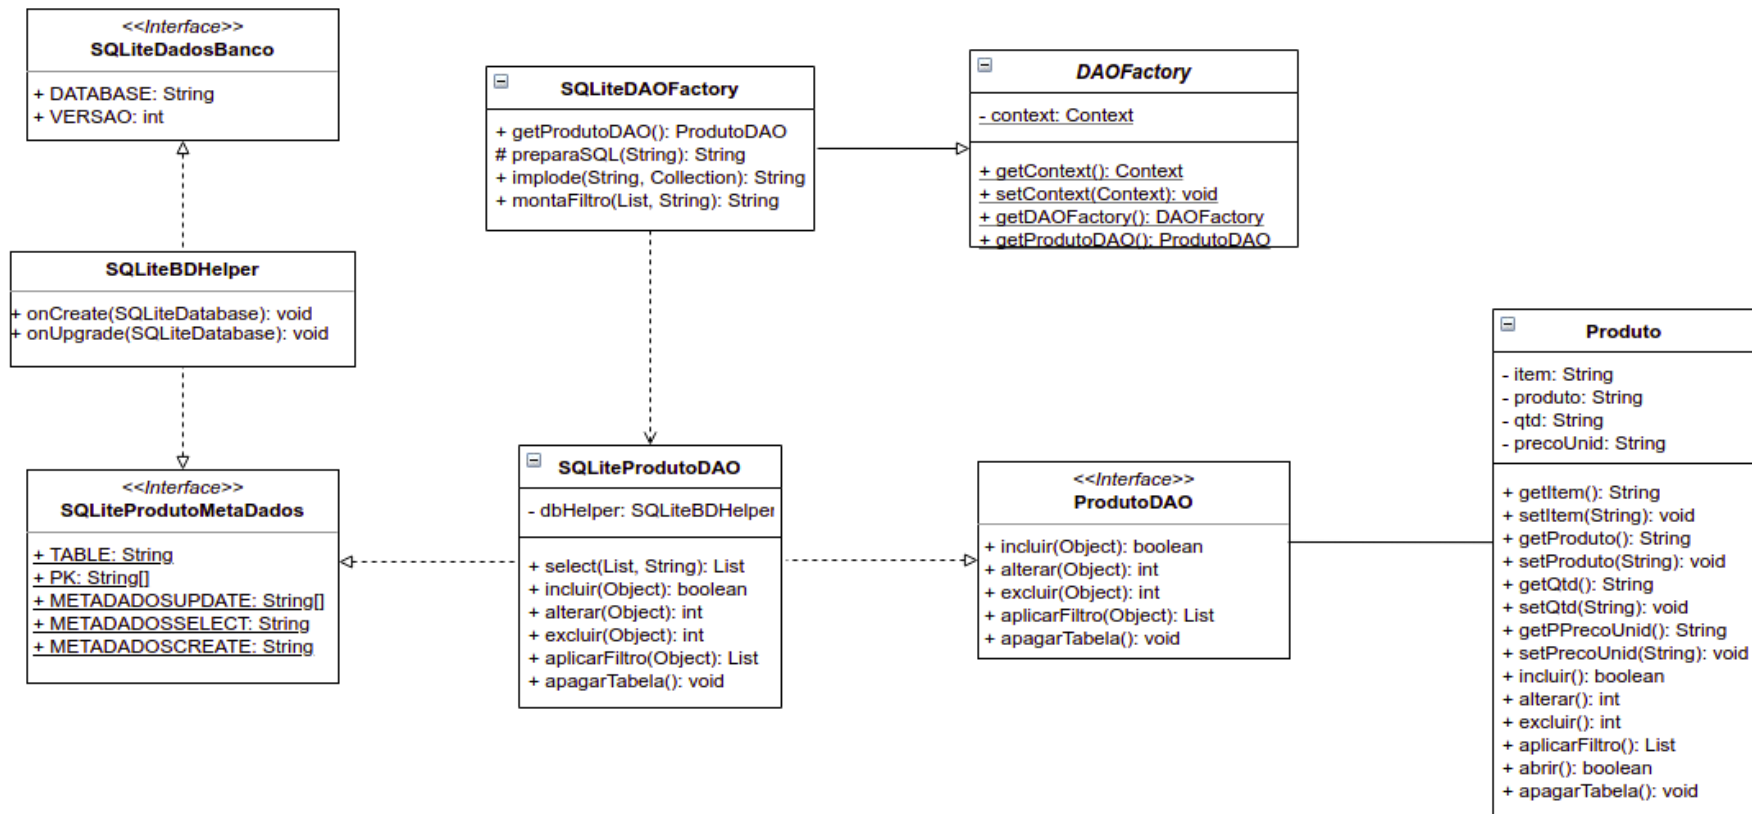 <<Interface>>
SQLiteDadosBanco
+ DATABASE: String
+ VERSAO: int
SQLiteBDHelper
+ onCreate(SQLiteDatabase): void
+ onUpgrade(SQLiteDatabase): void
<<Interface>>
SQLiteProdutoMetaDados
+ TABLE: String
+ PK: String[]
+ METADADOSUPDATE: String[]
+ METADADOSSELECT: String
+ METADADOSCREATE: String
SQLiteDAOFactory
+ getProdutoDAO(): ProdutoDAO
# preparaSQL(String): String
+ implode(String, Collection): String
+ montaFiltro(List, String): String
SQLiteProdutoDAO
- dbHelper: SQLiteBDHelper
+ select(List, String): List
+ incluir(Object): boolean
+ alterar(Object): int
+ excluir(Object): int
+ aplicarFiltro(Object): List
+ apagarTabela(): void
DAOFactory
- context: Context
+ getContext(): Context
+ setContext(Context): void
+ getDAOFactory(): DAOFactory
+ getProdutoDAO(): ProdutoDAO
<<Interface>>
ProdutoDAO
+ incluir(Object): boolean
+ alterar(Object): int
+ excluir(Object): int
+ aplicarFiltro(Object): List
+ apagarTabela(): void
Produto
- item: String
- produto: String
- qtd: String
- precoUnid: String
+ getItem(): String
+ setItem(String): void
+ getProduto(): String
+ setProduto(String): void
+ getQtd(): String
+ setQtd(String): void
+ getPPrecoUnid(): String
+ setPrecoUnid(String): void
+ incluir(): boolean
+ alterar(): int
+ excluir(): int
+ aplicarFiltro(): List
+ abrir(): boolean
+ apagarTabela(): void